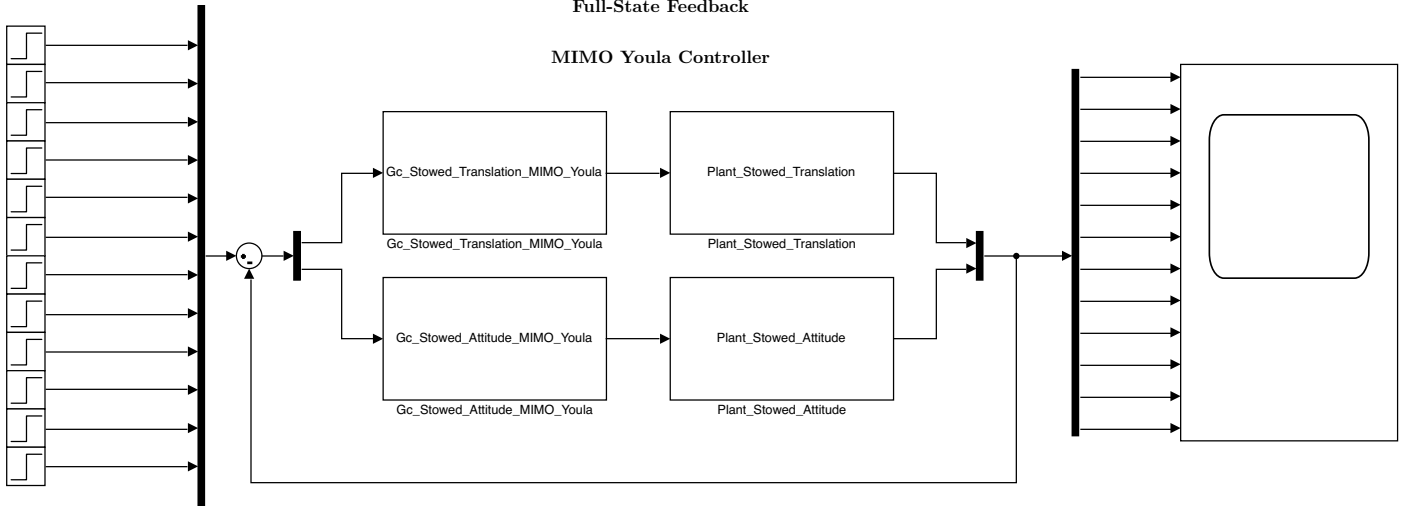 Full-State Feedback
MIMO Youla Controller
Gc_Stowed_Translation_MIMO_Youla
Plant_Stowed_Translation
Gc_Stowed_Translation_MIMO_Youla
Plant_Stowed_Translation
Gc_Stowed_Attitude_MIMO_Youla
Plant_Stowed_Attitude
Gc_Stowed_Attitude_MIMO_Youla
Plant_Stowed_Attitude